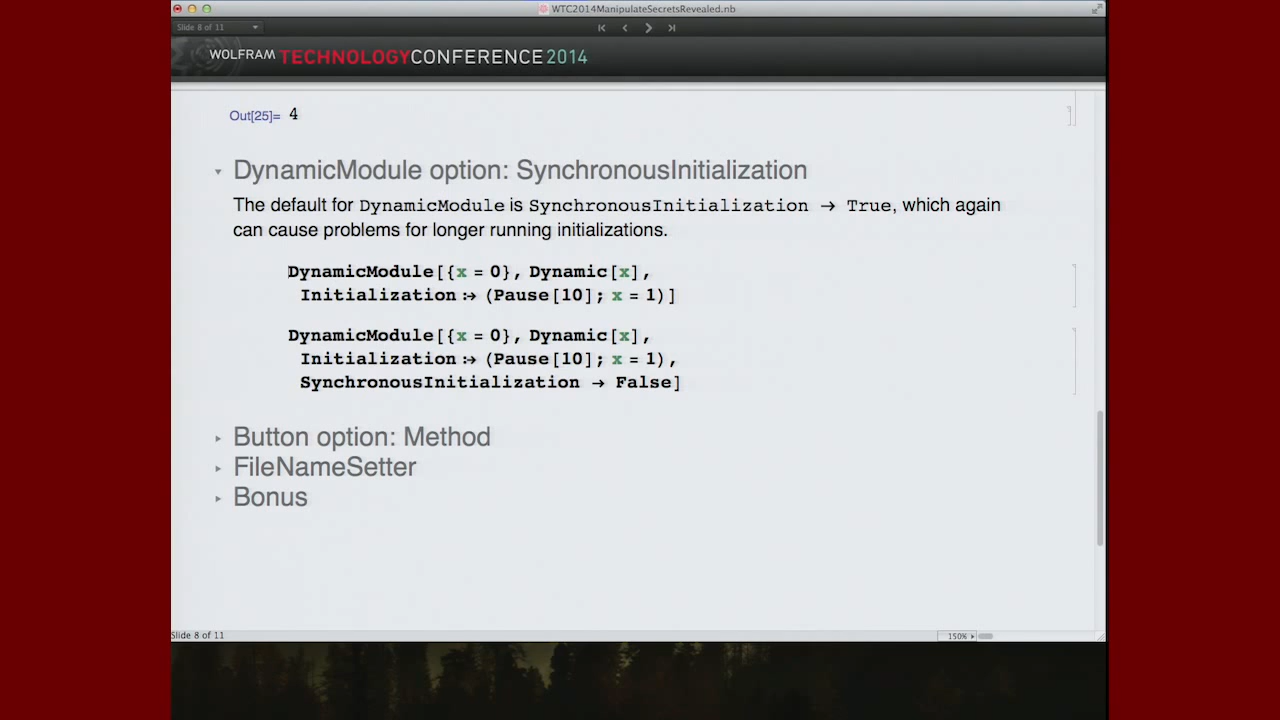 WTC2014ManipulateSecretsRevealed.nb
Slide 8 of 11
WOLFRAM TECHNOLOGYCONFERENCE 2014
Out[25]= 4
DynamicModule option: SynchronousInitialization
The default for DynamicModule is SynchronousInitialization → True, which again
can cause problems for longer running initializations.
DynamicModule[{x = 0}, Dynamic[x],
Initialization :→ (Pause[10]; x = 1)]
DynamicModule[{x = 0}, Dynamic[x],
Initialization :→ (Pause[10]; x = 1),
SynchronousInitialization → False]
Button option: Method
FileNameSetter
Bonus
Slide 8 of 11
150%